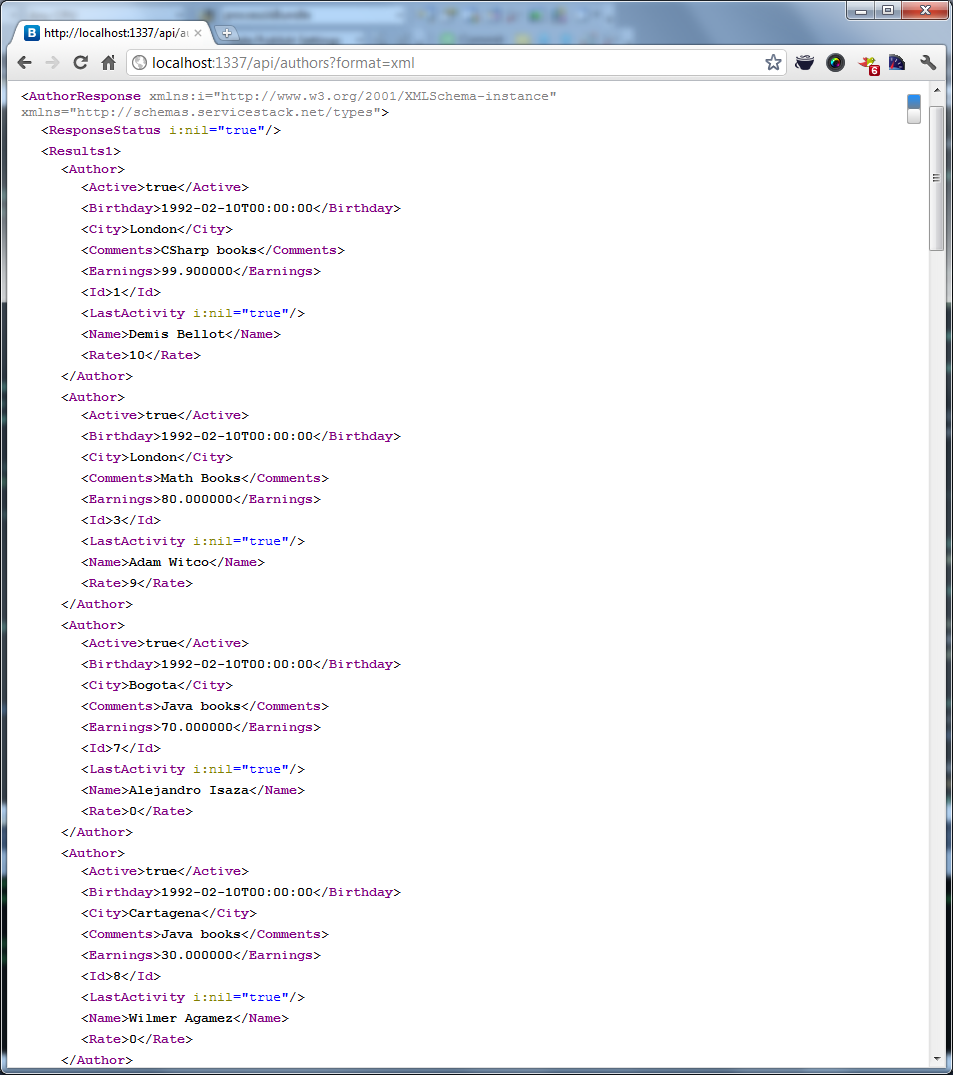 http://localhost:1337/api/au
localhost:1337/api/authors?format=xml
6
<AuthorResponse xmlns:i="http://www.w3.org/2001/XMLSchema-instance"
xmlns="http://schemas.servicestack.net/types">
<ResponseStatus i:nil="true"/>
<Results1>
<Author>
<Active>true</Active>
<Birthday>1992-02-10T00:00:00</Birthday>
<City>London</City>
<Comments>CSharp books</Comments>
<Earnings>99.900000</Earnings>
<Id>1</Id>
<LastActivity i:nil="true"/>
<Name>Demis Bellot</Name>
<Rate>10</Rate>
</Author>
<Author>
<Active>true</Active>
<Birthday>1992-02-10T00:00:00</Birthday>
<City>London</City>
<Comments>Math Books</Comments>
<Earnings>80.000000</Earnings>
<Id>3</Id>
<LastActivity i:nil="true"/>
<Name>Adam Witco</Name>
<Rate>9</Rate>
</Author>
<Author>
<Active>true</Active>
<Birthday>1992-02-10T00:00:00</Birthday>
<City>Bogota</City>
<Comments>Java books</Comments>
<Earnings>70.000000</Earnings>
<Id>7</Id>
<LastActivity i:nil="true"/>
<Name>Alejandro Isaza</Name>
<Rate>0</Rate>
</Author>
<Author>
<Active>true</Active>
<Birthday>1992-02-10T00:00:00</Birthday>
<City>Cartagena</City>
<Comments>Java books</Comments>
<Earnings>30.000000</Earnings>
<Id>8</Id>
<LastActivity i:nil="true"/>
<Name>Wilmer Agamez</Name>
<Rate>0</Rate>
</Author>